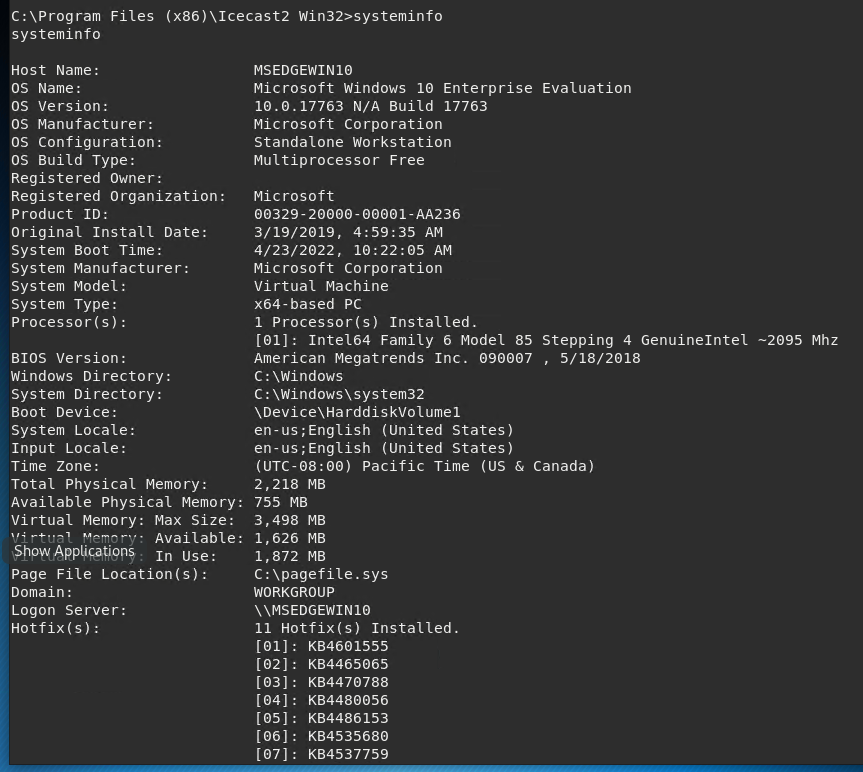 C:\Program Files (x86)\Icecast2 Win32>systeminfo
systeminfo
Host Name: MSEDGEWIN10
OS Name: Microsoft Windows 10 Enterprise Evaluation
OS Version: 10.0.17763 N/A Build 17763
OS Manufacturer: Microsoft Corporation
OS Configuration: Standalone Workstation
OS Build Type: Multiprocessor Free
Registered Owner:
Registered Organization: Microsoft
Product ID: 00329-20000-00001-AA236
Original Install Date: 3/19/2019, 4:59:35 AM
System Boot Time: 4/23/2022, 10:22:05 AM
System Manufacturer: Microsoft Corporation
System Model: Virtual Machine
System Type: x64-based PC
Processor(s): 1 Processor(s) Installed.
[01]: Intel64 Family 6 Model 85 Stepping 4 GenuineIntel ~2095 Mhz
BIOS Version: American Megatrends Inc. 090007 , 5/18/2018
Windows Directory: C:\Windows
System Directory: C:\Windows\system32
Boot Device: \Device\HarddiskVolume1
System Locale: en-us;English (United States)
Input Locale: en-us;English (United States)
Time Zone: (UTC-08:00) Pacific Time (US & Canada)
Total Physical Memory: 2,218 MB
Available Physical Memory: 755 MB
Virtual Memory: Max Size: 3,498 MB
Virtual Memory: Available: 1,626 MB
Show Applications
Virtual Memory: In Use: 1,872 MB
Page File Location(s): C:\pagefile.sys
Domain: WORKGROUP
Logon Server: \\MSEDGEWIN10
Hotfix(s): 11 Hotfix(s) Installed.
[01]: KB4601555
[02]: KB4465065
[03]: KB4470788
[04]: KB4480056
[05]: KB4486153
[06]: KB4535680
[07]: KB4537759